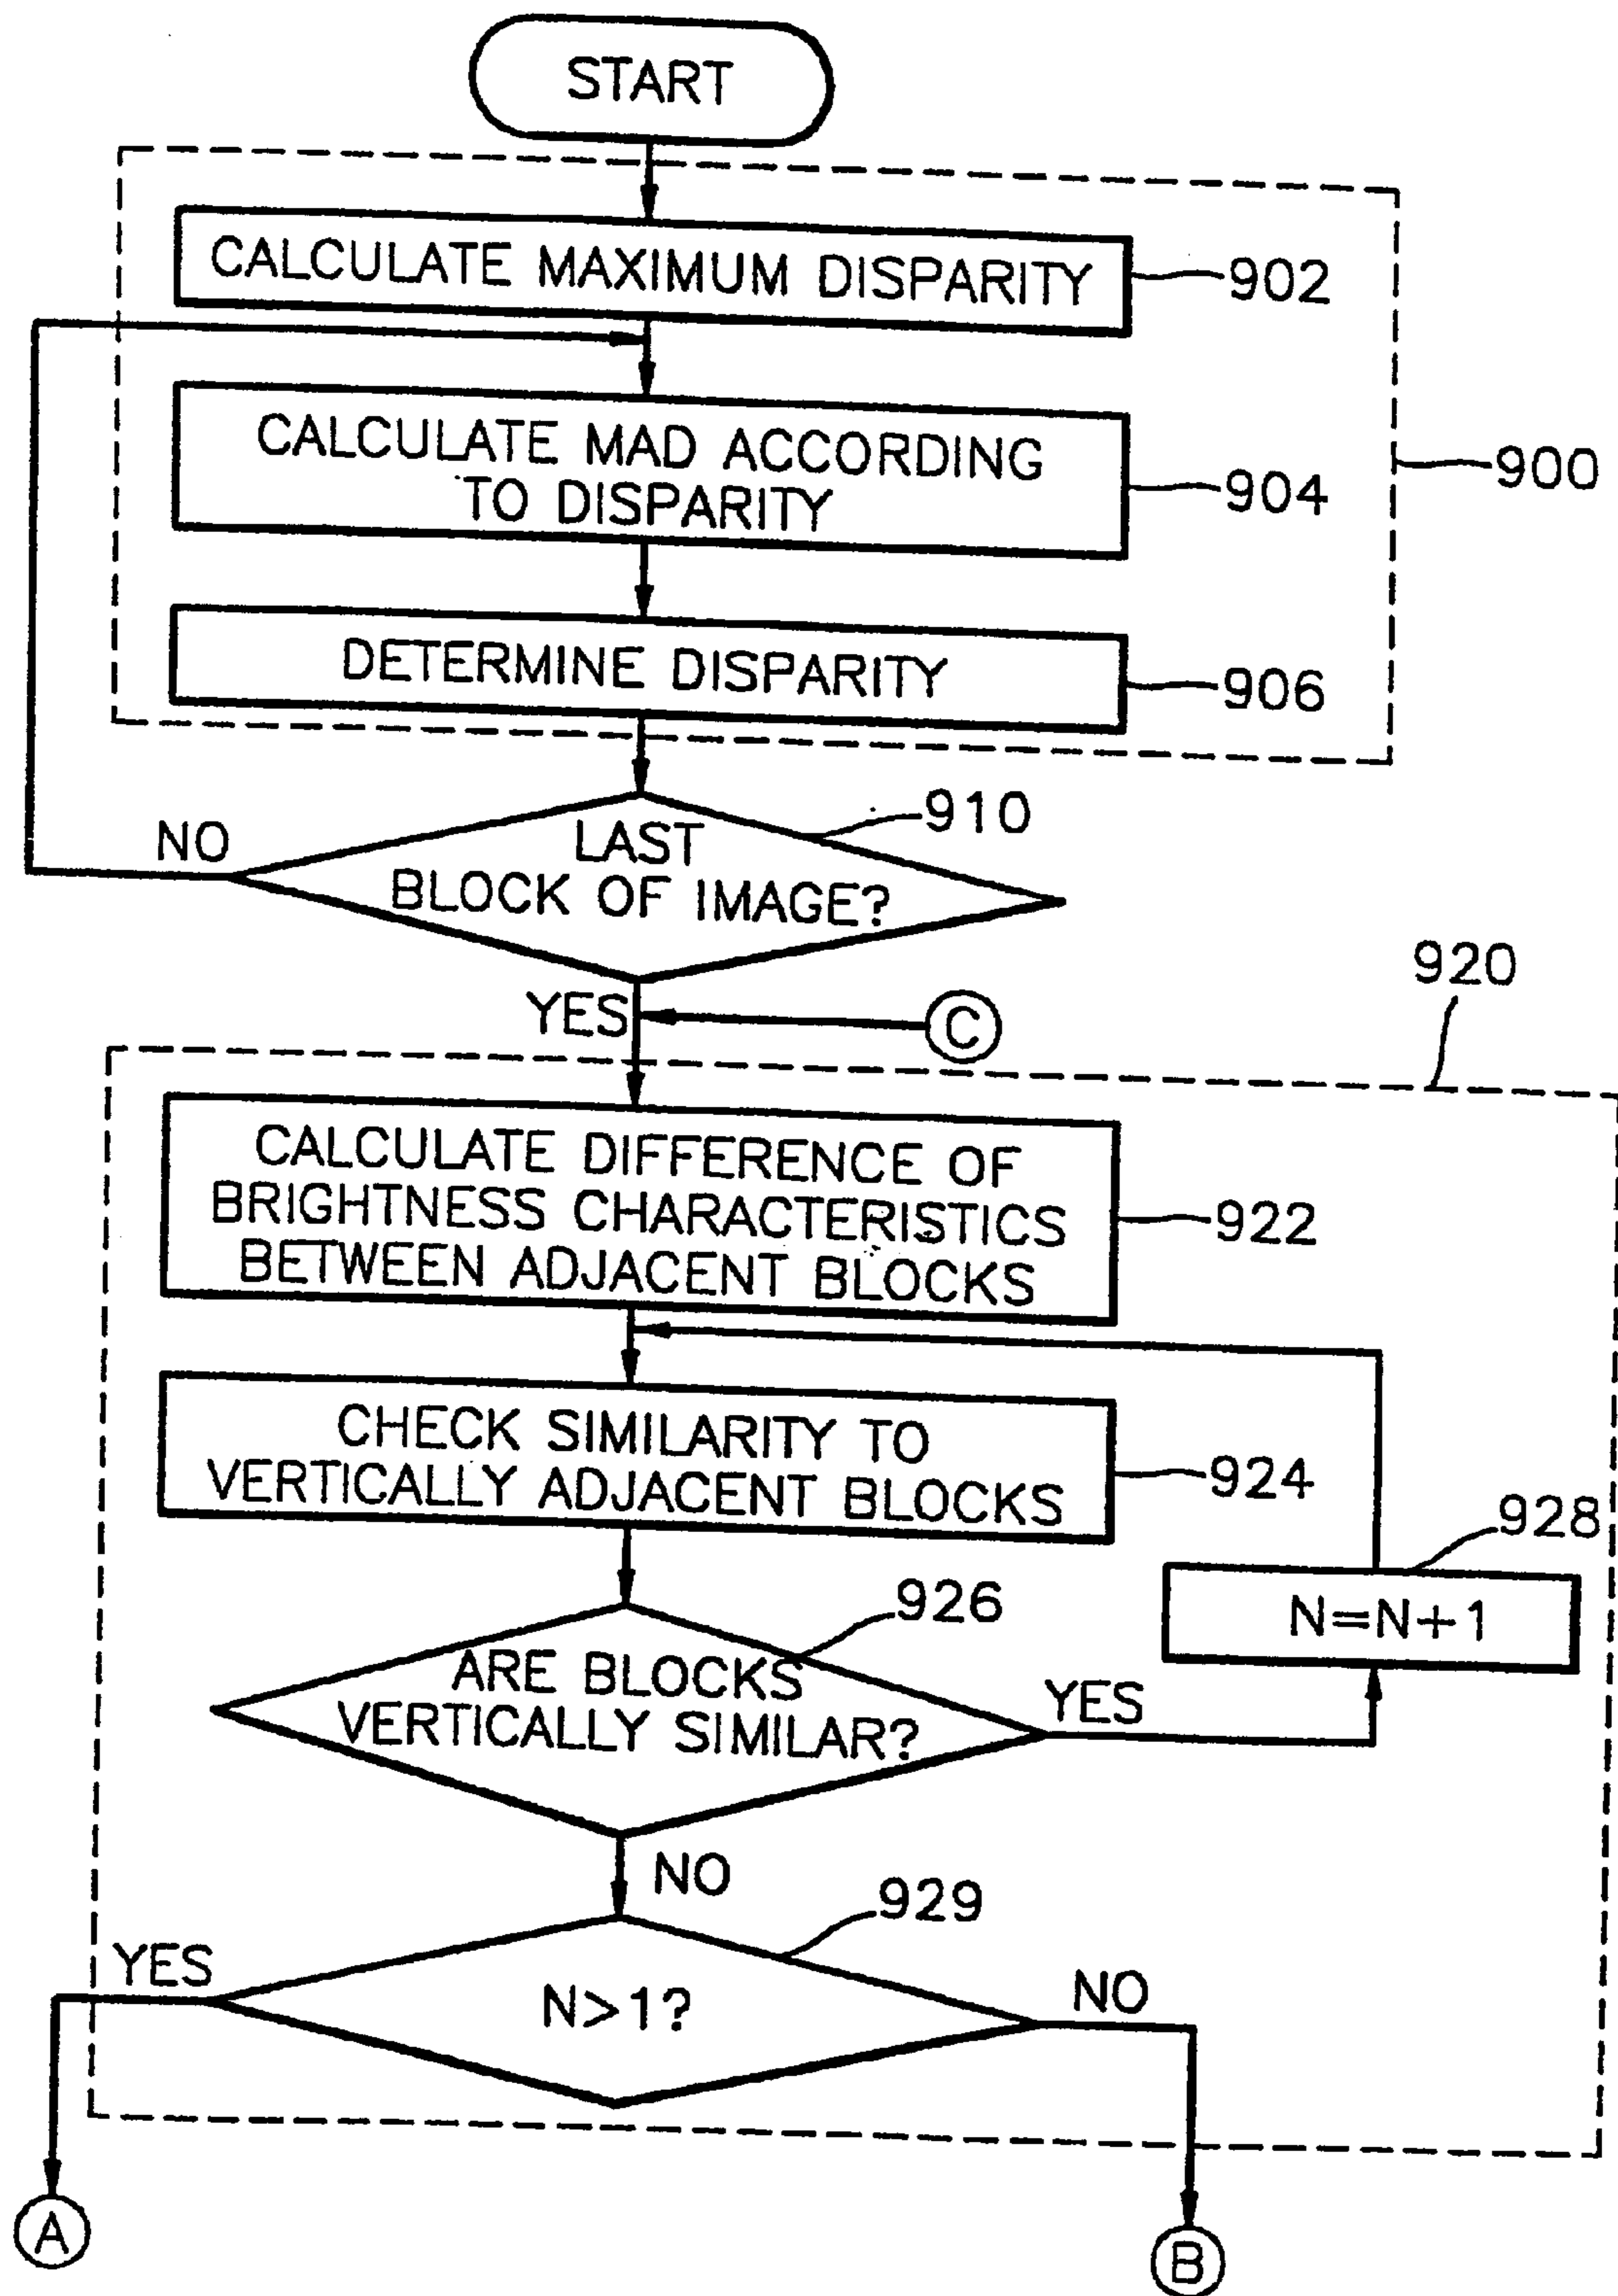 START
CALCULATE MAXIMUM DISPARITY
902
CALCULATE MAD ACCORDING
TO DISPARITY
904
900
DETERMINE DISPARITY
906
910
NO
LAST
BLOCK OF IMAGE?
920
YES
C
CALCULATE DIFFERENCE OF
BRIGHTNESS CHARACTERISTICS
BETWEEN ADJACENT BLOCKS
922
CHECK SIMILARITY TO
VERTICALLY ADJACENT BLOCKS
924
928
N=N+1
926
ARE BLOCKS
VERTICALLY SIMILAR?
YES
NO
929
YES
N>1?
NO
A
B